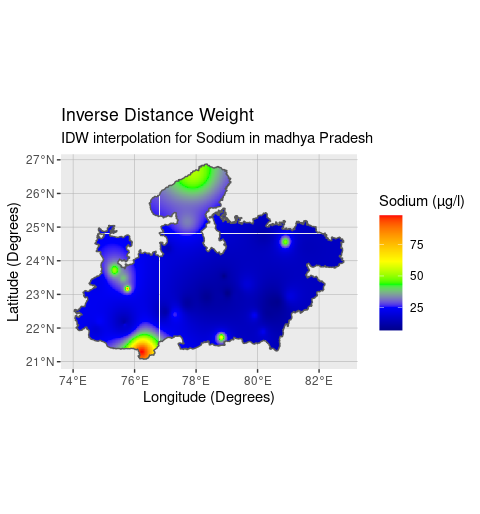 Inverse Distance Weight
IDW interpolation for Sodium in madhya Pradesh
27°N
26°N
25°N
24°N
23°N
22°N
21°N
74°E 76°E 78°E 80°E 82°E
Longitude (Degrees)
Latitude (Degrees)
Sodium (µg/l)
75
50
25